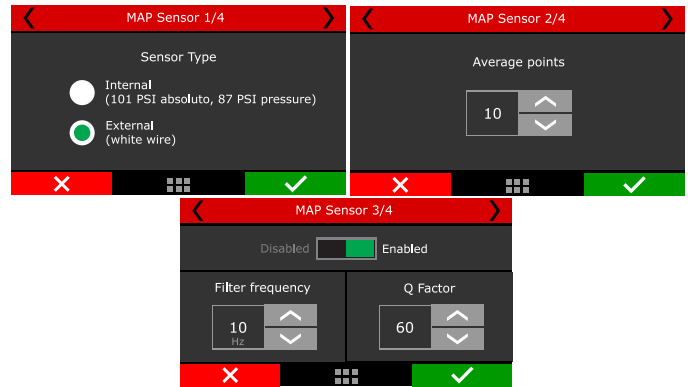 MAP Sensor 1/4
Sensor Type
Internal
(101 PSI absoluto, 87 PSI pressure)
External
(white wire)
MAP Sensor 2/4
Average points
10
MAP Sensor 3/4
Disabled
Enabled
Filter frequency
10
Hz
Q Factor
60